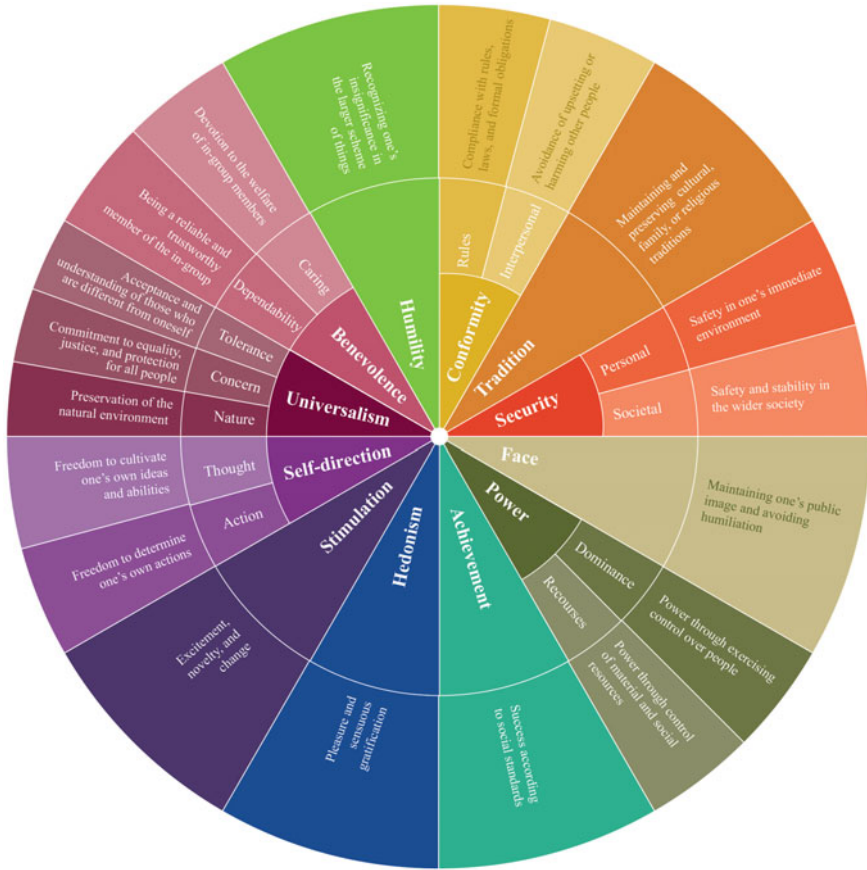 Humility
Recognizing one's
insignificance in
the larger scheme
of things
Conformity
Rules
Compliance with rules,
laws, and formal obligations
Interpersonal
Avoidance of upsetting or
harming other people
Tradition
Maintaining and
preserving cultural,
family, or religious
traditions
Security
Personal
Safety in one's immediate
environment
Societal
Safety and stability in
the wider society
Face
Maintaining one's public
image and avoiding
humiliation
Power
Dominance
Power through exercising
control over people
Recourses
Power through control
of material and social
resources
Achievement
Success according
to social standards
Hedonism
Pleasure and
sensuous
gratification
Stimulation
Excitement,
novelty, and
change
Self-direction
Action
Freedom to determine
one's own actions
Thought
Freedom to cultivate
one's own ideas
and abilities
Universalism
Nature
Preservation of the
natural environment
Concern
Commitment to equality,
justice, and protection
for all people
Tolerance
Acceptance and
understanding of those who
are different from oneself
Benevolence
Dependability
Being a reliable and
trustworthy
member of the in-group
Caring
Devotion to the welfare
of in-group members